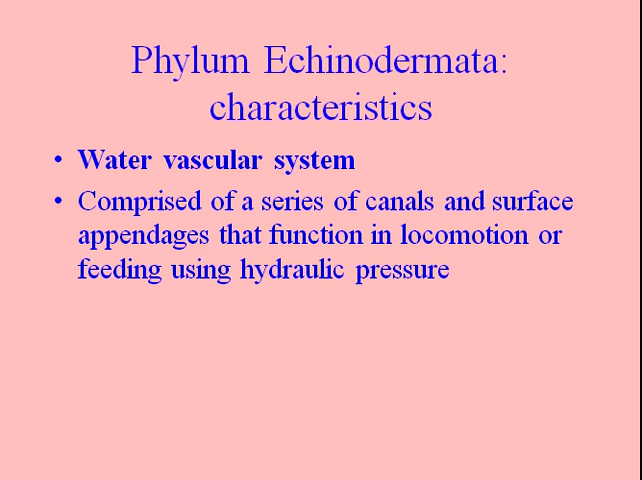 Phylum Echinodermata:
characteristics
• Water vascular system
• Comprised of a series of canals and surface
appendages that function in locomotion or
feeding using hydraulic pressure